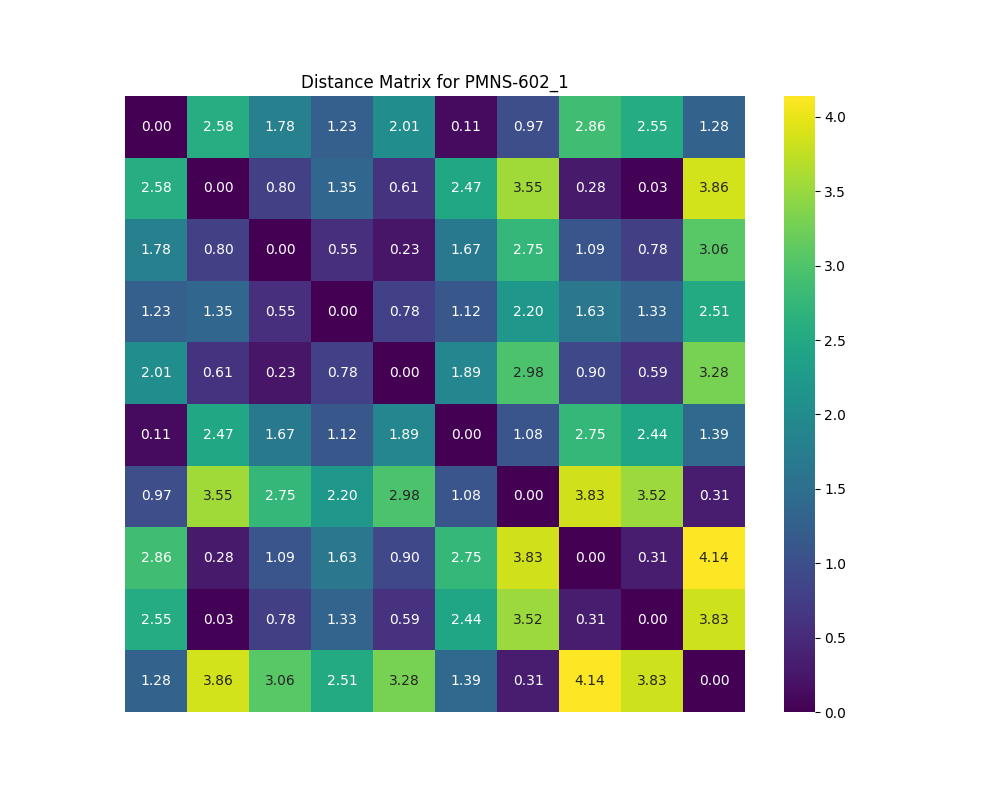 Distance Matrix for PMNS-602_1
0.00 2.58 1.78 1.23 2.01 0.11 0.97 2.86 2.55 1.28
2.58 0.00 0.80 1.35 0.61 2.47 3.55 0.28 0.03 3.86
1.78 0.80 0.00 0.55 0.23 1.67 2.75 1.09 0.78 3.06
1.23 1.35 0.55 0.00 0.78 1.12 2.20 1.63 1.33 2.51
2.01 0.61 0.23 0.78 0.00 1.89 2.98 0.90 0.59 3.28
0.11 2.47 1.67 1.12 1.89 0.00 1.08 2.75 2.44 1.39
0.97 3.55 2.75 2.20 2.98 1.08 0.00 3.83 3.52 0.31
2.86 0.28 1.09 1.63 0.90 2.75 3.83 0.00 0.31 4.14
2.55 0.03 0.78 1.33 0.59 2.44 3.52 0.31 0.00 3.83
1.28 3.86 3.06 2.51 3.28 1.39 0.31 4.14 3.83 0.00
4.0
3.5
3.0
2.5
2.0
1.5
1.0
0.5
0.0